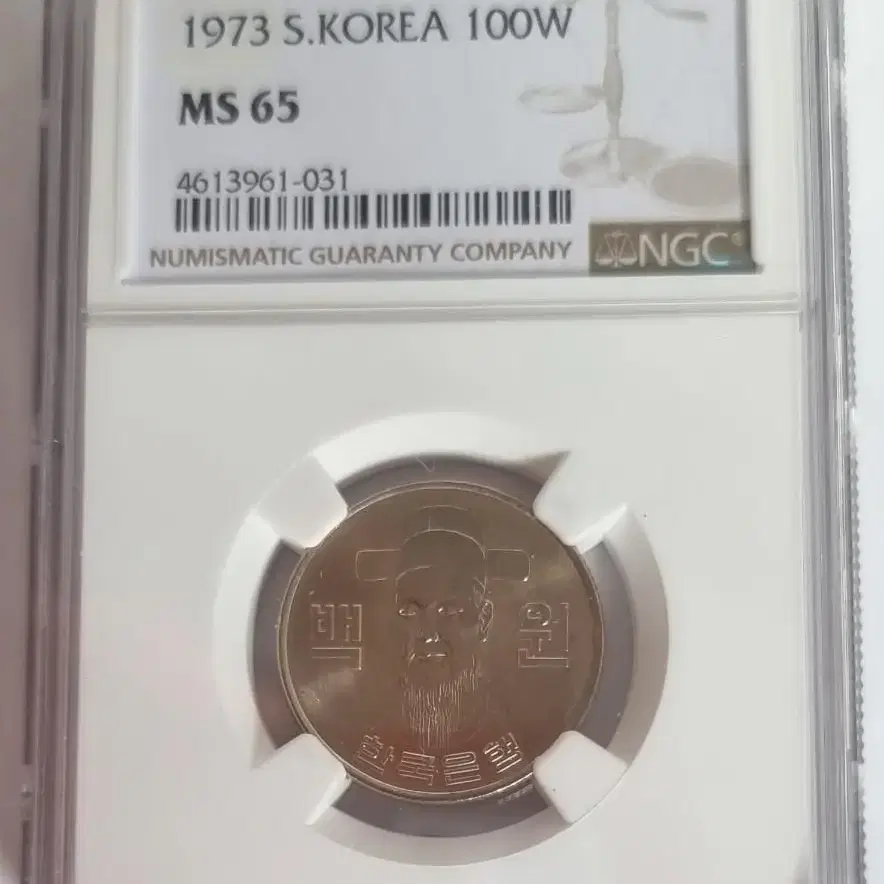 1973 S.KOREA 100W
MS 65
4613961-031
NUMISMATIC GUARANTY COMPANY
NGC®
백 원
한국은행